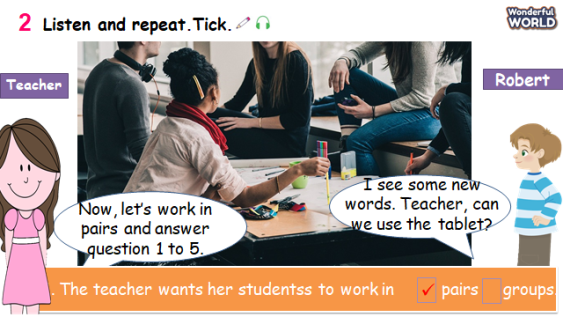 2 Listen and repeat.Tick.
Wonderful
WORLD
Teacher
Robert
Now, let's work in
pairs and answer
question 1 to 5.
I see some new
words. Teacher, can
we use the tablet?
. The teacher wants her studentss to work in ✓ pairs groups